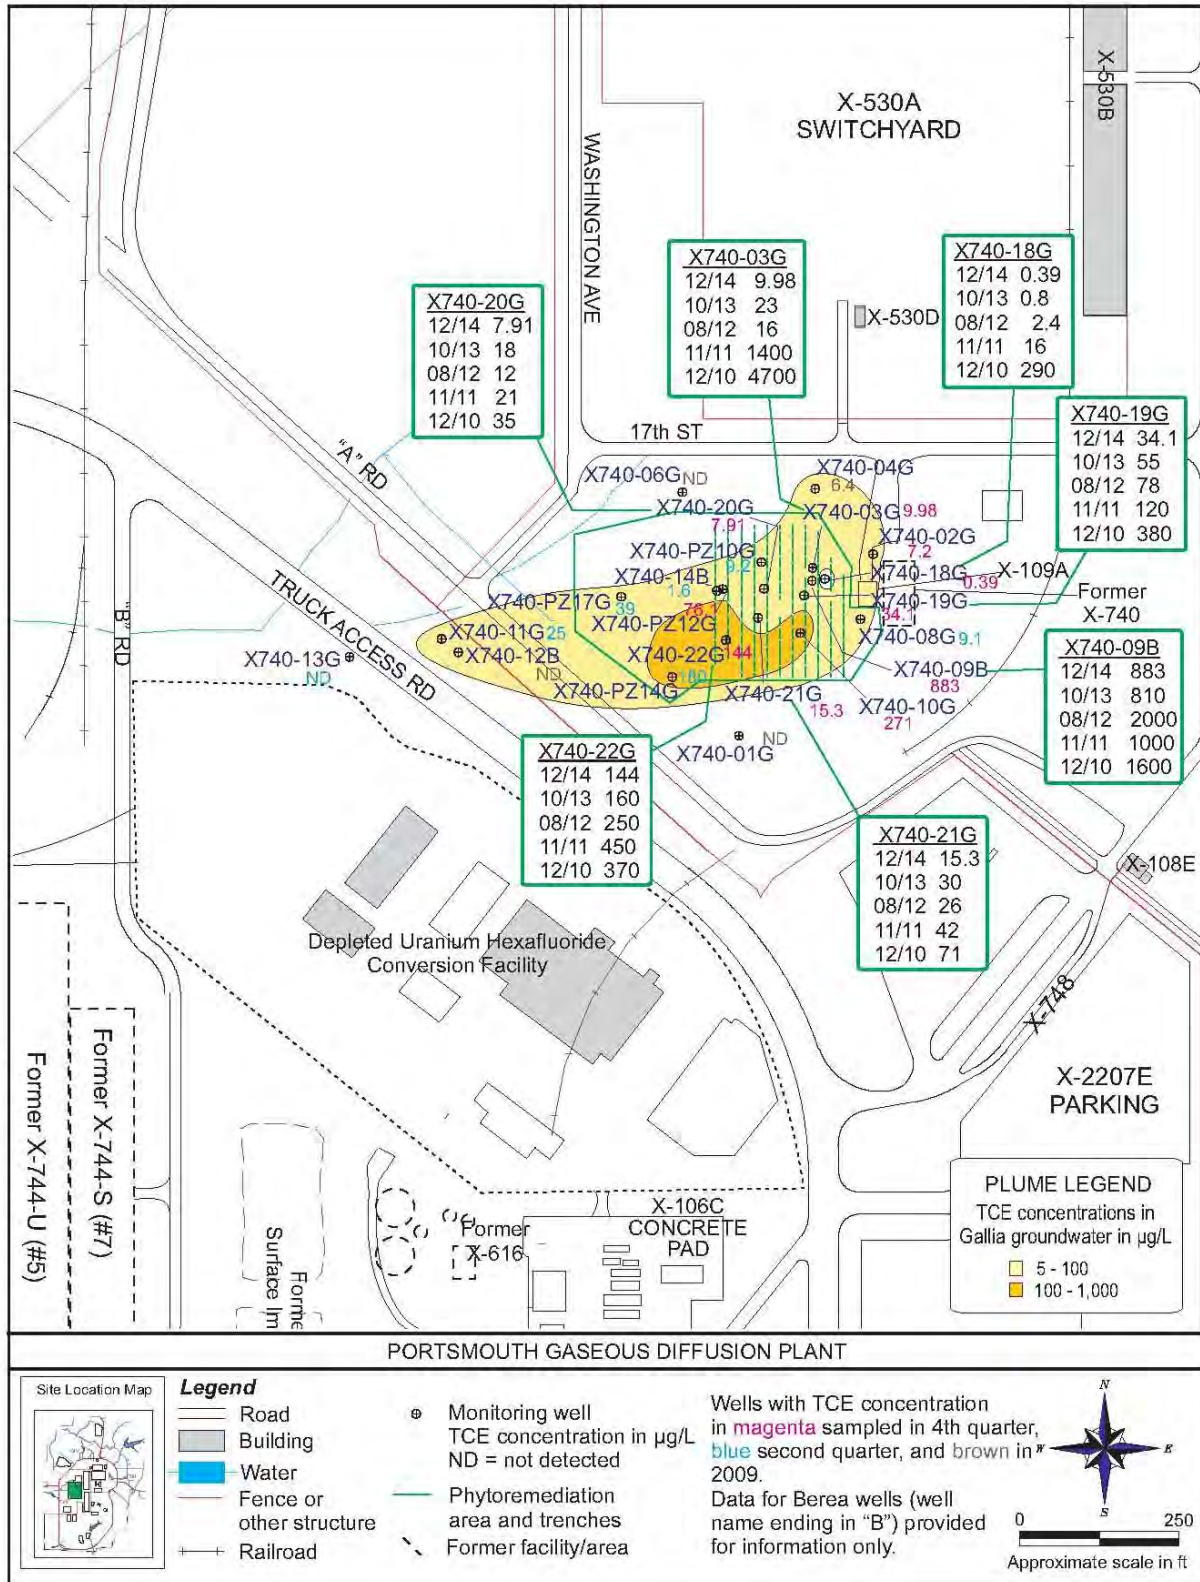 X-530A
SWITCHYARD
X-530B
WASHINGTON AVE
X-530D
17th ST
"A" RD
"B" RD
TRUCK ACCESS RD
X740-20G
12/14 7.91
10/13 18
08/12 12
11/11 21
12/10 35
X740-03G
12/14 9.98
10/13 23
08/12 16
11/11 1400
12/10 4700
X740-18G
12/14 0.39
10/13 0.8
08/12 2.4
11/11 16
12/10 290
X740-19G
12/14 34.1
10/13 55
08/12 78
11/11 120
12/10 380
X740-06G ND
X740-04G
6.4
X740-20G
7.91
X740-03G 9.98
X740-02G
7.2
X740-PZ10G
9.2
X740-14B
1.6
X740-18G
0.39
X-109A
X740-PZ17G 39
X740-19G
34.1
Former
X-740
X740-PZ12G
X740-11G 25
X740-08G 9.1
X740-12B
ND
X740-22G 144
X740-13G
ND
X740-09B
883
X740-PZ14G
180
X740-21G
15.3
X740-10G
271
X740-01G ND
X740-09B
12/14 883
10/13 810
08/12 2000
11/11 1000
12/10 1600
X740-22G
12/14 144
10/13 160
08/12 250
11/11 450
12/10 370
X740-21G
12/14 15.3
10/13 30
08/12 26
11/11 42
12/10 71
X-108E
Depleted Uranium Hexafluoride
Conversion Facility
X-748
X-2207E
PARKING
Former X-744-U (#5)
Former X-744-S (#7)
Forme
Surface Im
Former
X-616
X-106C
CONCRETE
PAD
PLUME LEGEND
TCE concentrations in
Gallia groundwater in µg/L
5 - 100
100 - 1,000
PORTSMOUTH GASEOUS DIFFUSION PLANT
Site Location Map
Legend
Road
Building
Water
Fence or
other structure
Railroad
Monitoring well
TCE concentration in µg/L
ND = not detected
Phytoremediation
area and trenches
Former facility/area
Wells with TCE concentration
in magenta sampled in 4th quarter,
blue second quarter, and brown in
2009.
Data for Berea wells (well
name ending in "B") provided
for information only.
N
W E
S
0 250
Approximate scale in ft